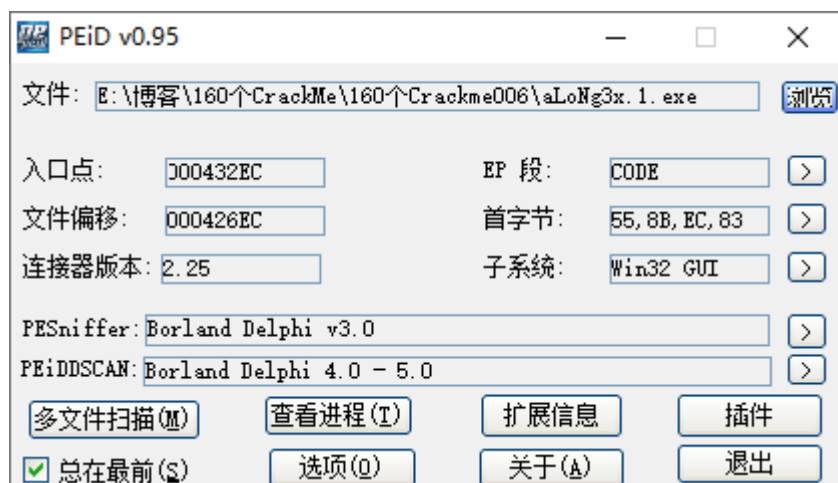 PEiD v0.95
文件: E:\博客\160个CrackMe\160个Crackme006\aLoNg3x.1.exe 浏览
入口点: 000432EC EP 段: CODE >
文件偏移: 000426EC 首字节: 55,8B,EC,83 >
连接器版本: 2.25 子系统: Win32 GUI >
PESniffer: Borland Delphi v3.0 >
PEiDDSCAN: Borland Delphi 4.0 - 5.0 >
多文件扫描(M) 查看进程(T) 扩展信息 插件
总在最前(S) 选项(O) 关于(A) 退出